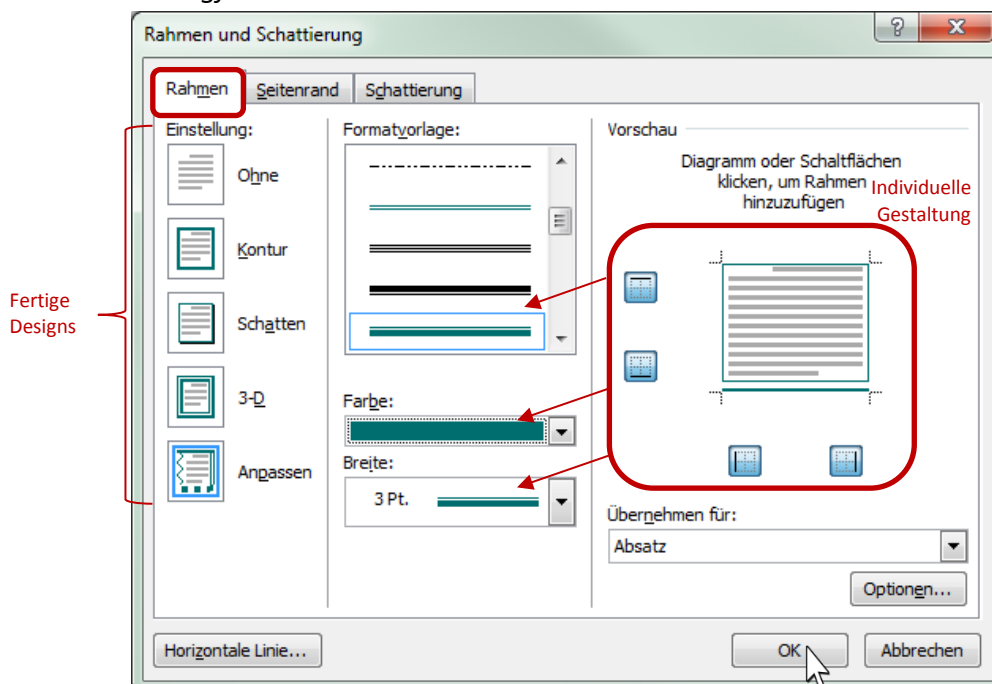 Rahmen und Schattierung
Rahmen Seitenrand Schattierung
Einstellung:
Ohne
Kontur
Schatten
3-D
Anpassen
Fertige
Designs
Formatvorlage:
Farbe:
Breite:
3 Pt.
Vorschau
Diagramm oder Schaltflächen
klicken, um Rahmen
hinzuzufügen
Individuelle
Gestaltung
Übernehmen für:
Absatz
Optionen...
Horizontale Linie...
OK
Abbrechen